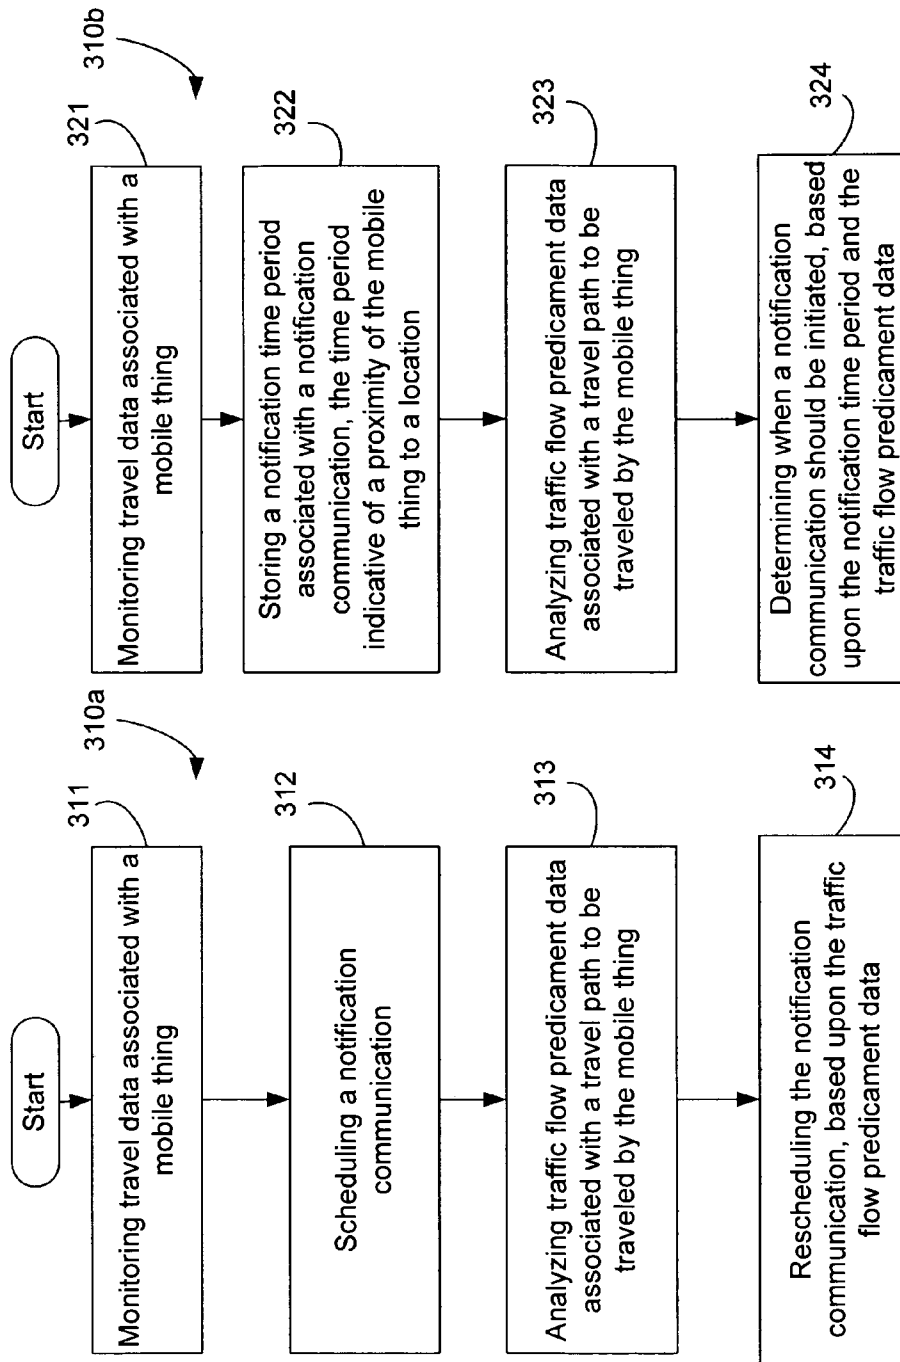 Start
310a
311
Monitoring travel data associated with a
mobile thing
312
Scheduling a notification
communication
313
Analyzing traffic flow predicament data
associated with a travel path to be
traveled by the mobile thing
314
Rescheduling the notification
communication, based upon the traffic
flow predicament data
Start
310b
321
Monitoring travel data associated with a
mobile thing
322
Storing a notification time period
associated with a notification
communication, the time period
indicative of a proximity of the mobile
thing to a location
323
Analyzing traffic flow predicament data
associated with a travel path to be
traveled by the mobile thing
324
Determining when a notification
communication should be initiated, based
upon the notification time period and the
traffic flow predicament data